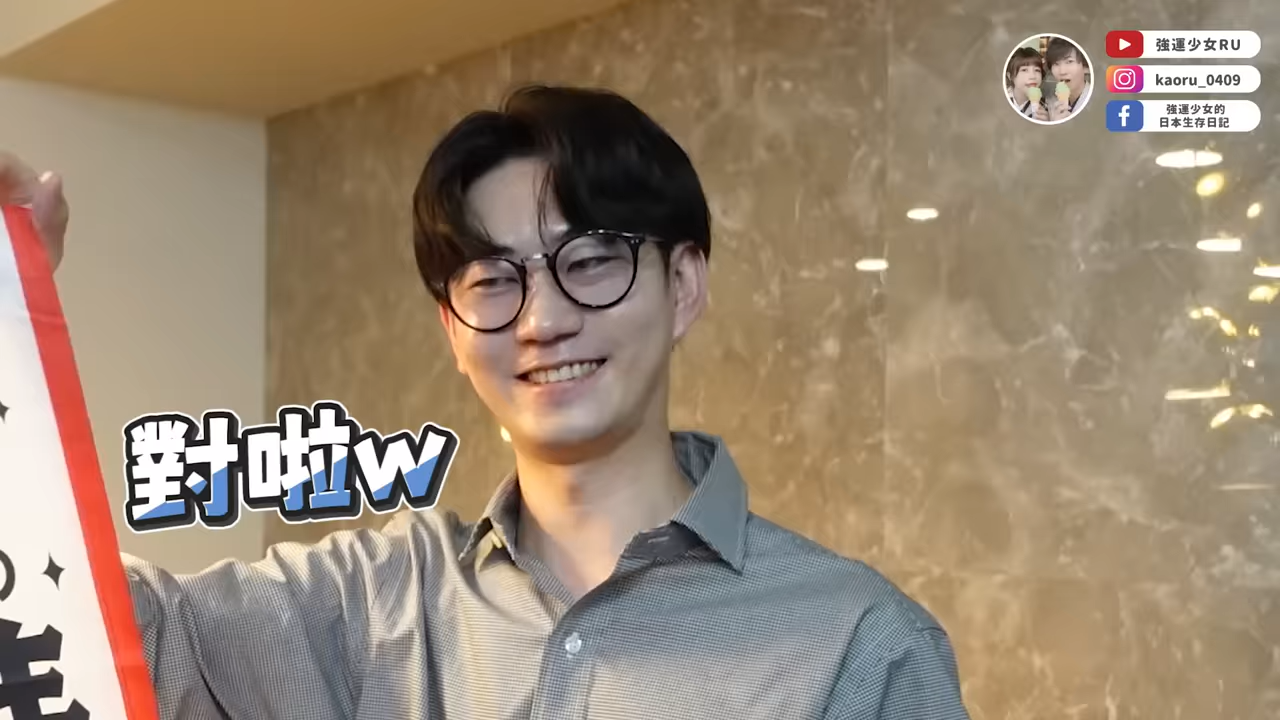 強運少女RU
kaoru_0409
強運少女的
日本生存日記
對啦w